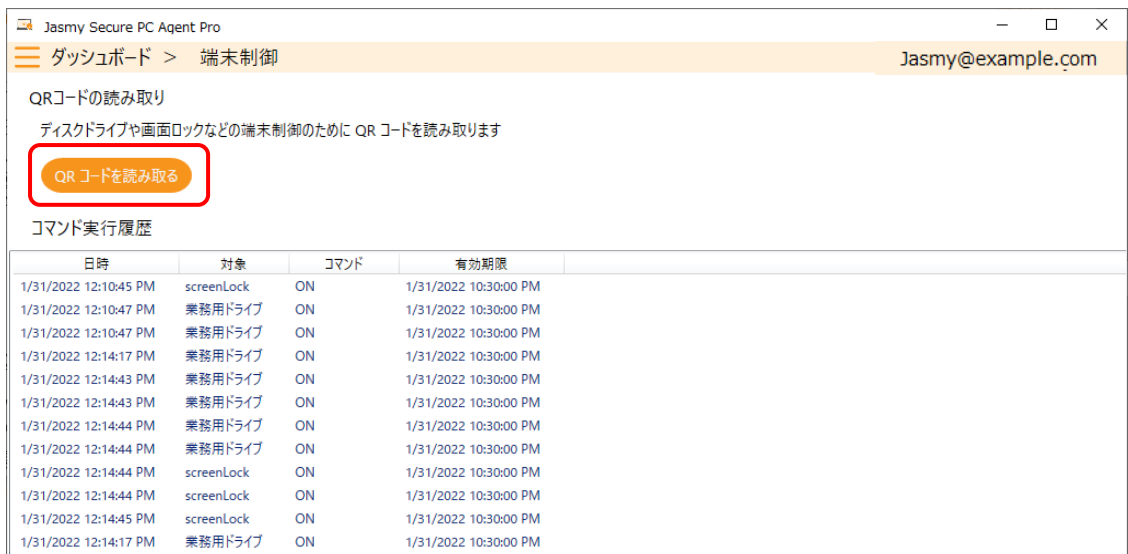 Jasmy Secure PC Agent Pro
ダッシュボード > 端末制御 Jasmy@example.com
QRコードの読み取り
ディスクドライブや画面ロックなどの端末制御のために QR コードを読み取ります
QR コードを読み取る
コマンド実行履歴
日時 対象 コマンド 有効期限
1/31/2022 12:10:45 PM screenLock ON 1/31/2022 10:30:00 PM
1/31/2022 12:10:47 PM 業務用ドライブ ON 1/31/2022 10:30:00 PM
1/31/2022 12:10:47 PM 業務用ドライブ ON 1/31/2022 10:30:00 PM
1/31/2022 12:14:17 PM 業務用ドライブ ON 1/31/2022 10:30:00 PM
1/31/2022 12:14:43 PM 業務用ドライブ ON 1/31/2022 10:30:00 PM
1/31/2022 12:14:43 PM 業務用ドライブ ON 1/31/2022 10:30:00 PM
1/31/2022 12:14:44 PM 業務用ドライブ ON 1/31/2022 10:30:00 PM
1/31/2022 12:14:44 PM 業務用ドライブ ON 1/31/2022 10:30:00 PM
1/31/2022 12:14:44 PM screenLock ON 1/31/2022 10:30:00 PM
1/31/2022 12:14:44 PM screenLock ON 1/31/2022 10:30:00 PM
1/31/2022 12:14:45 PM screenLock ON 1/31/2022 10:30:00 PM
1/31/2022 12:14:17 PM 業務用ドライブ ON 1/31/2022 10:30:00 PM